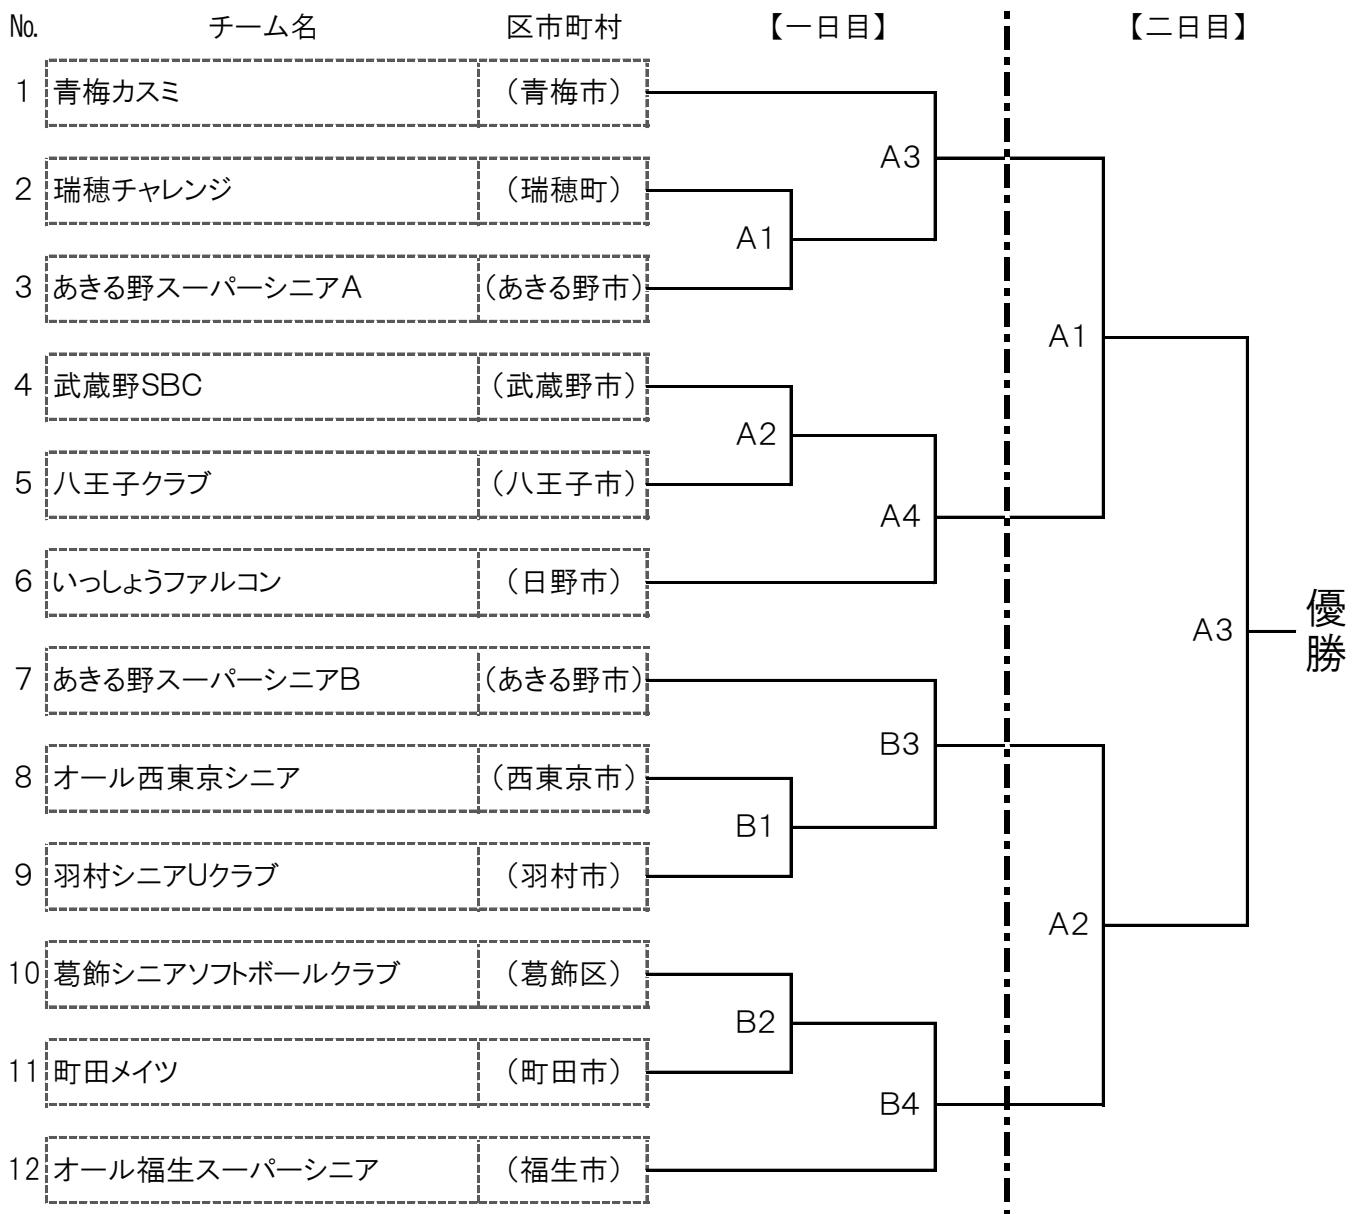 № チーム名 区市町村 【一日目】 【二日目】
1 青梅カスミ （青梅市）
A3
2 瑞穂チャレンジ （瑞穂町）
A1
3 あきる野スーパーシニアA （あきる野市）
A1
4 武蔵野SBC （武蔵野市）
A2
5 八王子クラブ （八王子市）
A4
6 いっしょうファルコン （日野市）
A3 優勝
7 あきる野スーパーシニアB （あきる野市）
B3
8 オール西東京シニア （西東京市）
B1
9 羽村シニアUクラブ （羽村市）
A2
10 葛飾シニアソフトボールクラブ （葛飾区）
B2
11 町田メイツ （町田市）
B4
12 オール福生スーパーシニア （福生市）